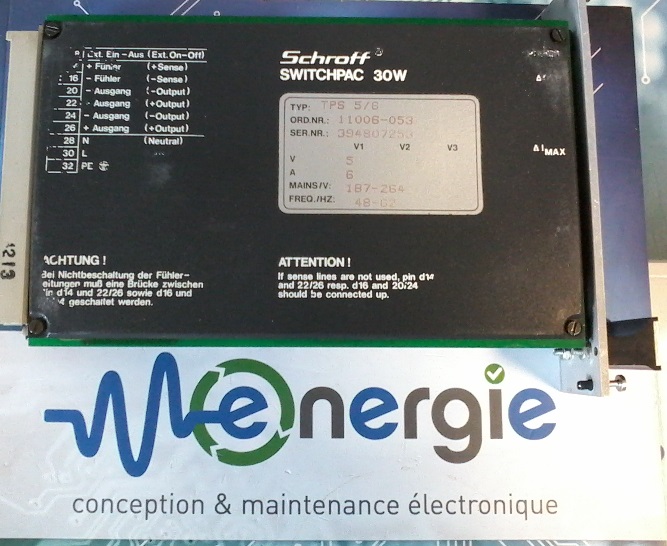 Ext. Ein-Aus (Ext. On-Off)
+ Fühler (+Sense)
16 - Fühler (-Sense)
20 - Ausgang (-Output)
22 + Ausgang (+Output)
24 - Ausgang (-Output)
26 + Ausgang (+Output)
28 N (Neutral)
30 L
32 PE
ACHTUNG !
Bei Nichtbeschaltung der Fühler-
leitungen muß eine Brücke zwischen
pin d14 und 22/26 sowie d16 und
geschaltet werden.
Schroff®
SWITCHPAC 30W
TYP: TPS 5/6
ORD.NR.: 11006-053
SER.NR.:
V1 V2 V3
V 5
A 6
MAINS/V: 187-264
FREQ./HZ:
ΔI MAX
ATTENTION !
If sense lines are not used, pin d14
and 22/26 resp. d16 and 20/24
should be connected up.
1213
energie
conception & maintenance électronique